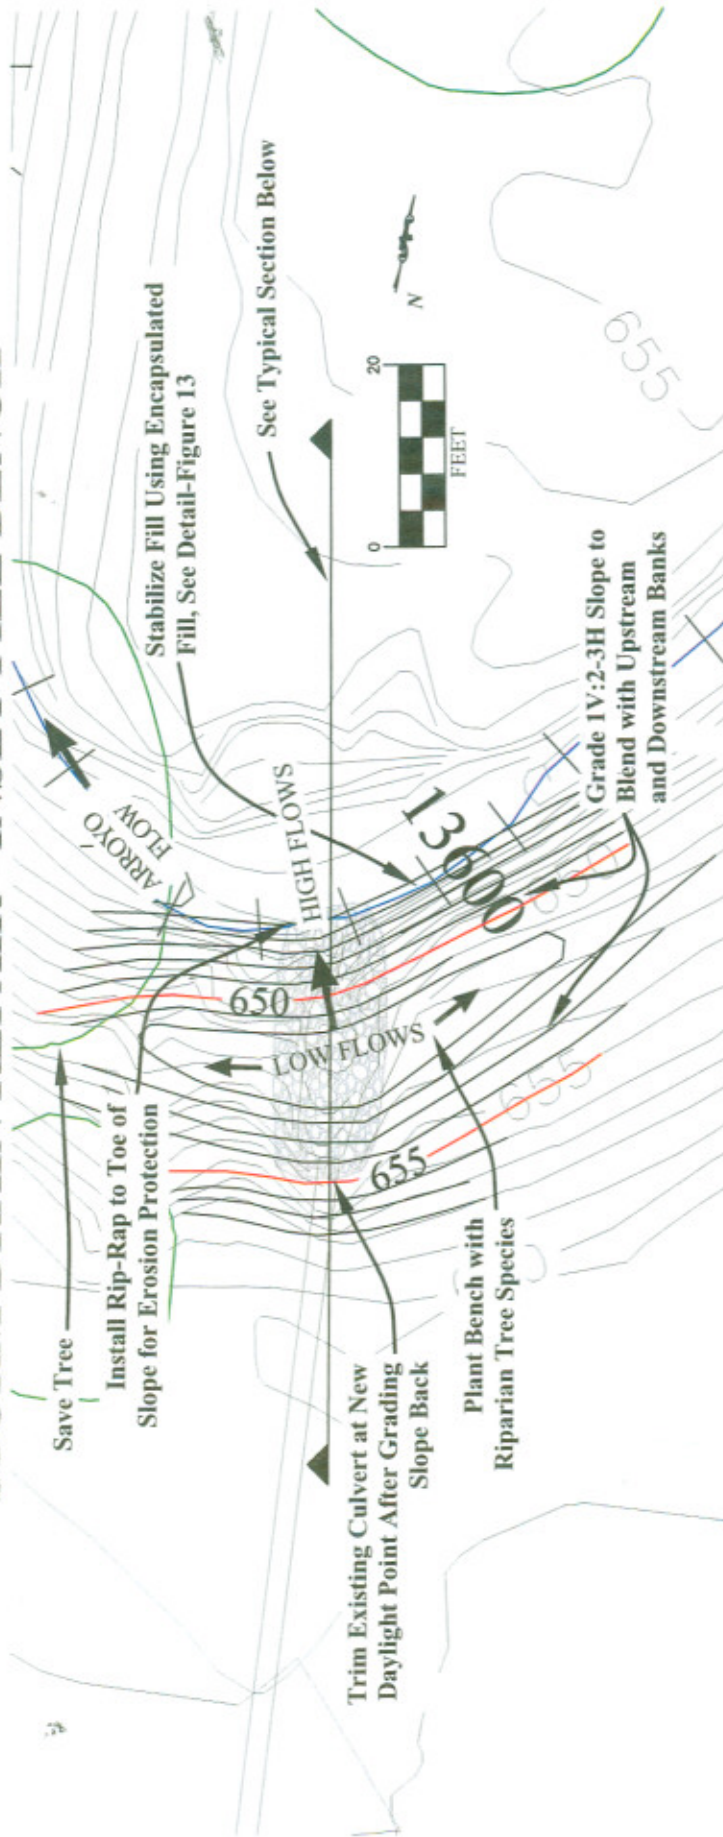 Save Tree
Install Rip-Rap to Toe of
Slope for Erosion Protection
ARROYO
FLOW
Stabilize Fill Using Encapsulated
Fill, See Detail-Figure 13
See Typical Section Below
HIGH FLOWS
650
LOW FLOWS
13600
655
650
655
0
20
FEET
N
655
Trim Existing Culvert at New
Daylight Point After Grading
Slope Back
Plant Bench with
Riparian Tree Species
Grade 1V:2-3H Slope to
Blend with Upstream
and Downstream Banks